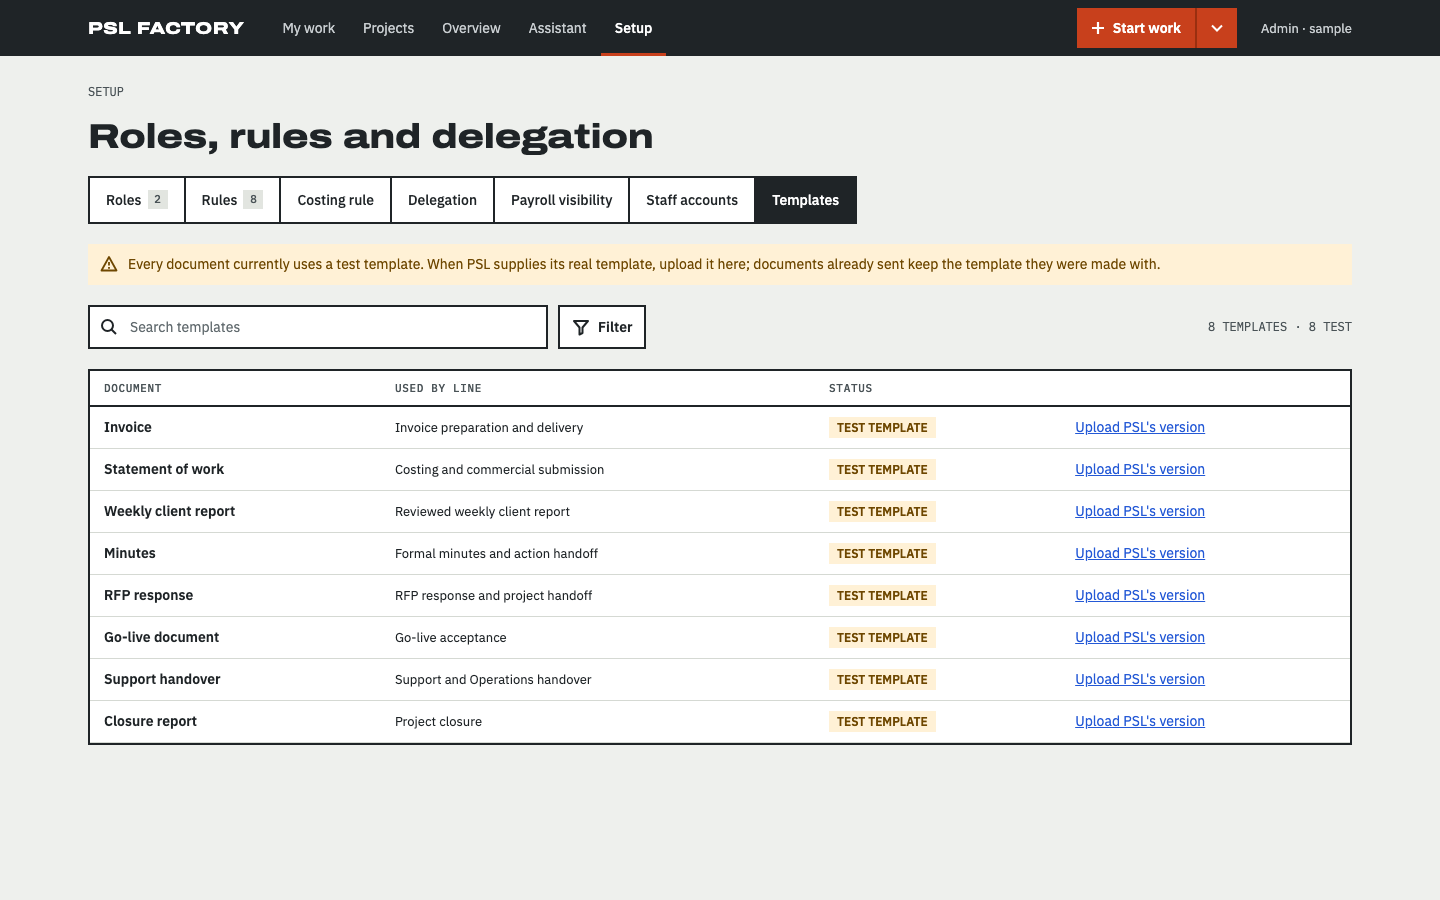 PSL FACTORY My work Projects Overview Assistant Setup + Start work Admin · sample
SETUP
Roles, rules and delegation
Roles 2 Rules 8 Costing rule Delegation Payroll visibility Staff accounts Templates
Every document currently uses a test template. When PSL supplies its real template, upload it here; documents already sent keep the template they were made with.
Search templates Filter 8 TEMPLATES · 8 TEST
DOCUMENT USED BY LINE STATUS
Invoice Invoice preparation and delivery TEST TEMPLATE Upload PSL's version
Statement of work Costing and commercial submission TEST TEMPLATE Upload PSL's version
Weekly client report Reviewed weekly client report TEST TEMPLATE Upload PSL's version
Minutes Formal minutes and action handoff TEST TEMPLATE Upload PSL's version
RFP response RFP response and project handoff TEST TEMPLATE Upload PSL's version
Go-live document Go-live acceptance TEST TEMPLATE Upload PSL's version
Support handover Support and Operations handover TEST TEMPLATE Upload PSL's version
Closure report Project closure TEST TEMPLATE Upload PSL's version